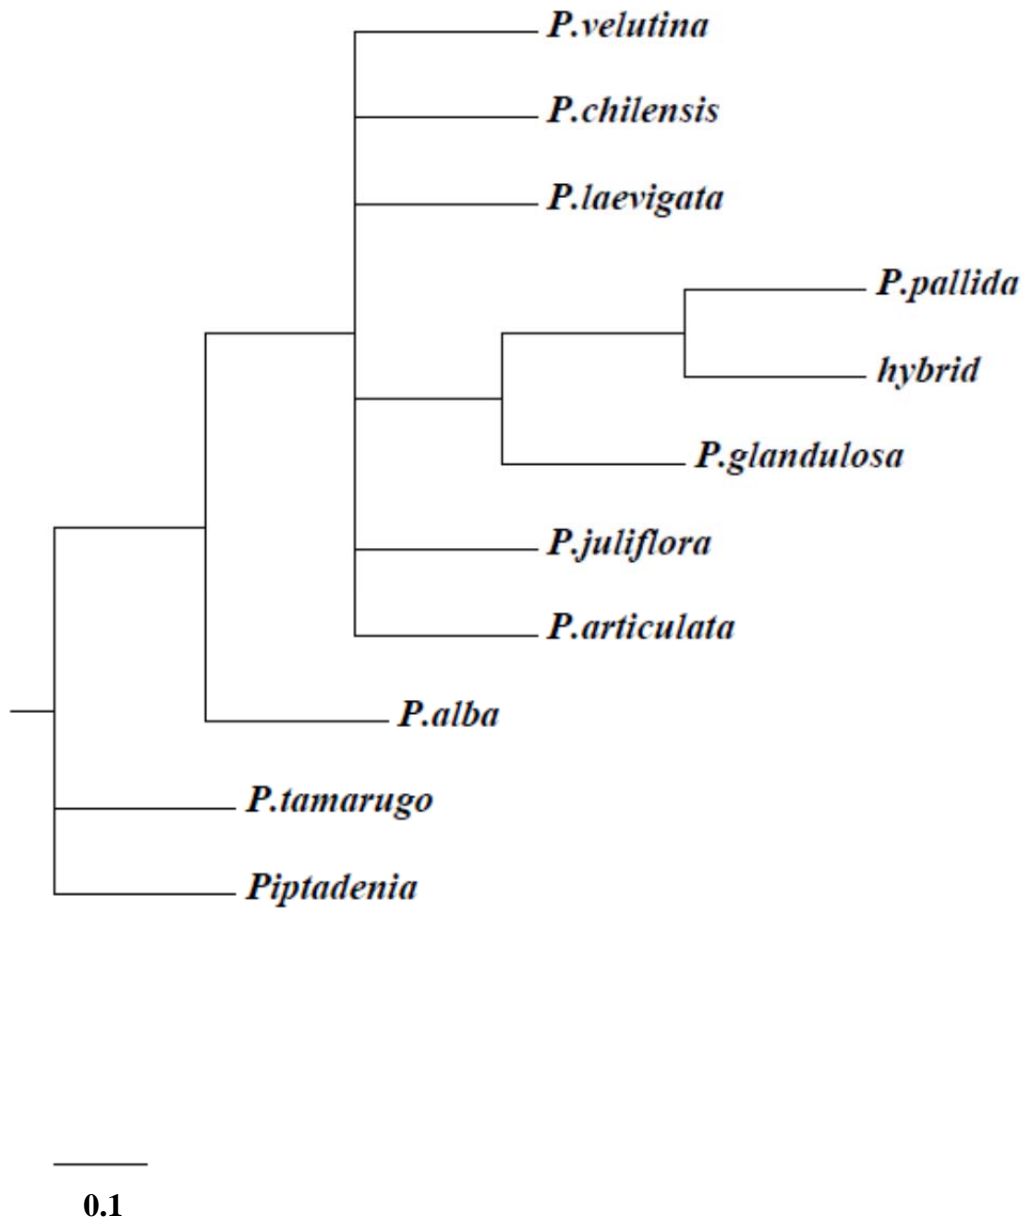 P.velutina
P.chilensis
P.laevigata
P.pallida
hybrid
P.glandulosa
P.juliflora
P.articulata
P.alba
P.tamarugo
Piptadenia
0.1